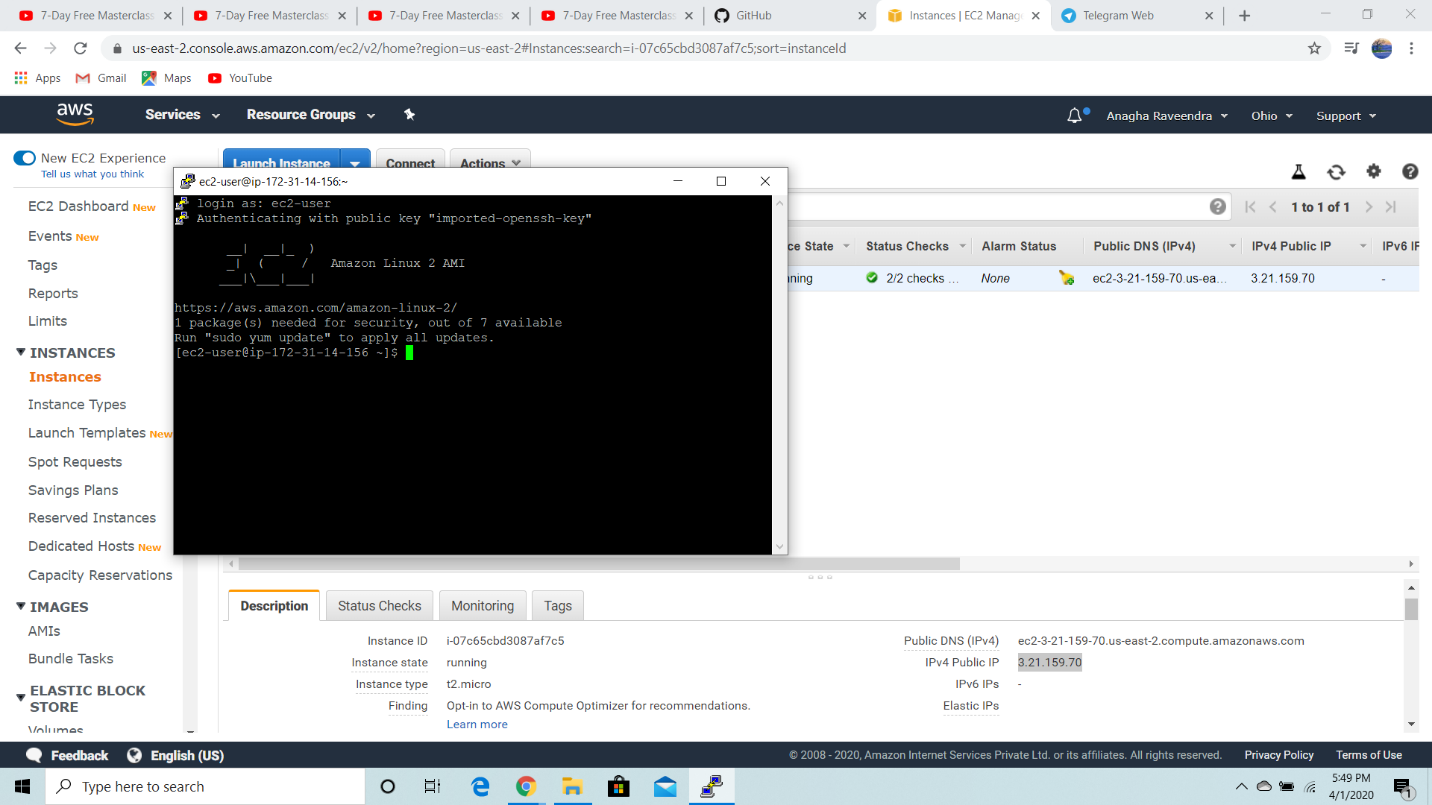 7-Day Free Masterclass
7-Day Free Masterclass
7-Day Free Masterclass
7-Day Free Masterclass
GitHub
Instances | EC2 Manag
Telegram Web
us-east-2.console.aws.amazon.com/ec2/v2/home?region=us-east-2#Instances:search=i-07c65cbd3087af7c5;sort=instanceId
Apps
Gmail
Maps
YouTube
aws
Services
Resource Groups
Anagha Raveendra
Ohio
Support
New EC2 Experience
Tell us what you think
EC2 Dashboard New
Events New
Tags
Reports
Limits
INSTANCES
Instances
Instance Types
Launch Templates New
Spot Requests
Savings Plans
Reserved Instances
Dedicated Hosts New
Capacity Reservations
IMAGES
AMIs
Bundle Tasks
ELASTIC BLOCK
STORE
Volumes
Launch Instance
Connect
Actions
ec2-user@ip-172-31-14-156:~
login as: ec2-user
Authenticating with public key "imported-openssh-key"
__| __|_ )
_| ( / Amazon Linux 2 AMI
___|\___|___|
https://aws.amazon.com/amazon-linux-2/
1 package(s) needed for security, out of 7 available
Run "sudo yum update" to apply all updates.
[ec2-user@ip-172-31-14-156 ~]$
1 to 1 of 1
ce State
Status Checks
Alarm Status
Public DNS (IPv4)
IPv4 Public IP
IPv6 IP
ning
2/2 checks ...
None
ec2-3-21-159-70.us-ea...
3.21.159.70
-
Description
Status Checks
Monitoring
Tags
Instance ID i-07c65cbd3087af7c5
Instance state running
Instance type t2.micro
Finding Opt-in to AWS Compute Optimizer for recommendations.
Learn more
Public DNS (IPv4) ec2-3-21-159-70.us-east-2.compute.amazonaws.com
IPv4 Public IP 3.21.159.70
IPv6 IPs -
Elastic IPs
Feedback
English (US)
© 2008 - 2020, Amazon Internet Services Private Ltd. or its affiliates. All rights reserved.
Privacy Policy
Terms of Use
Type here to search
5:49 PM
4/1/2020
1